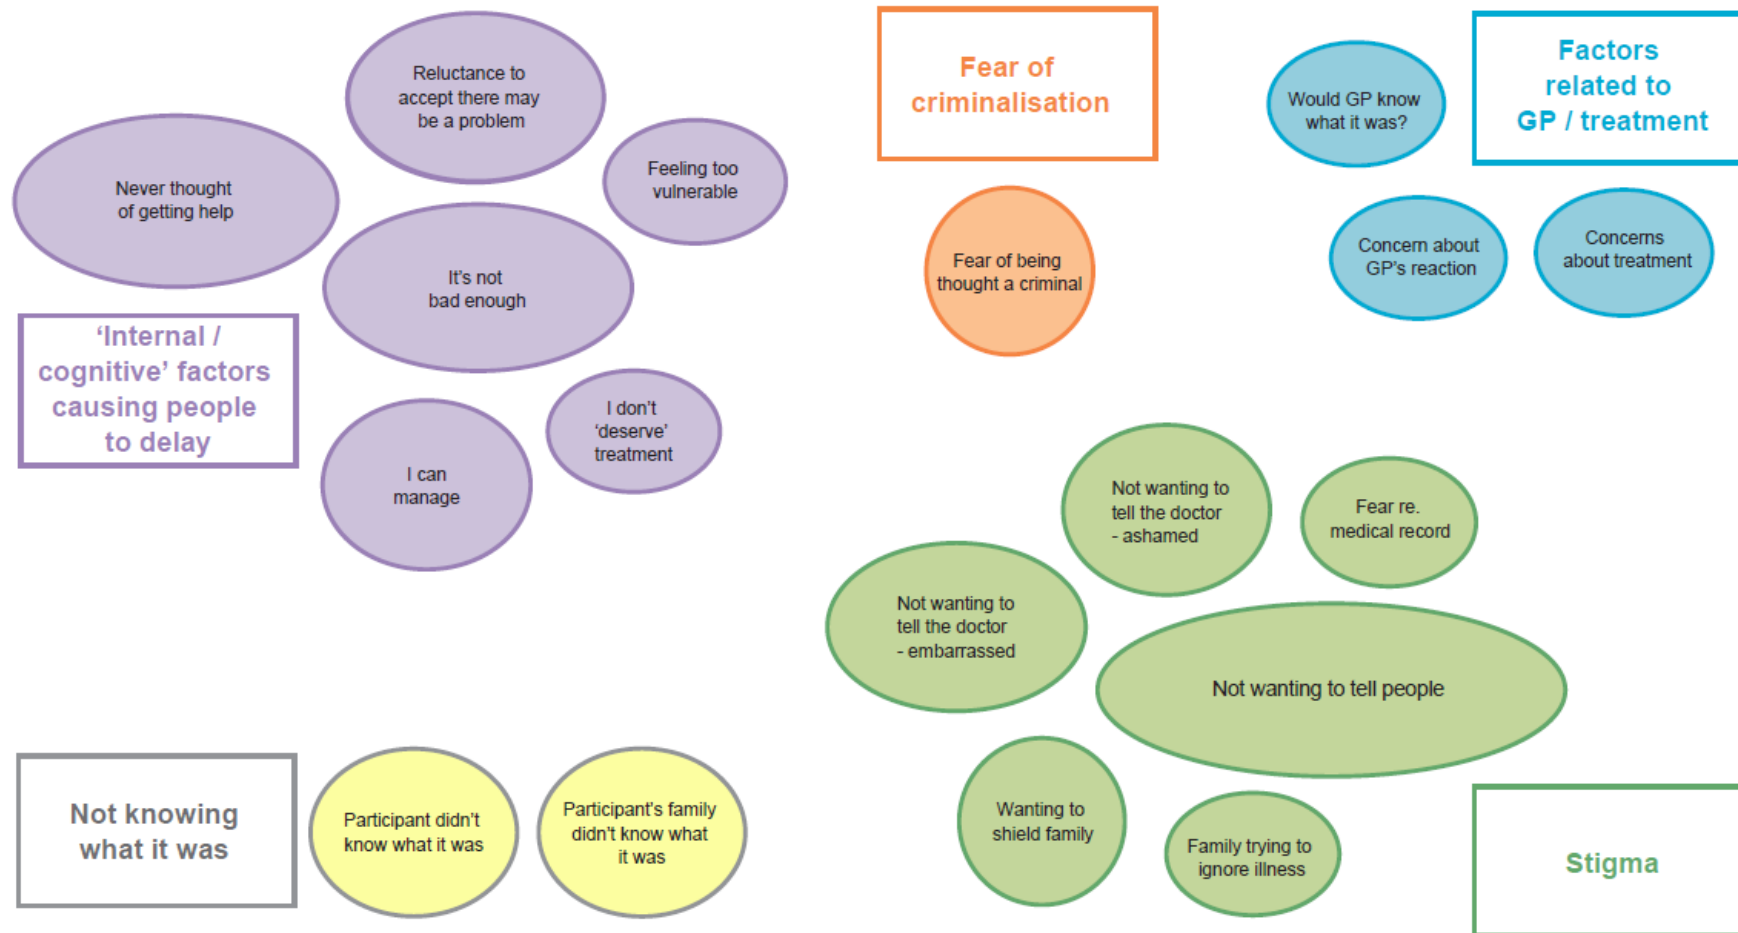 Reluctance to
accept there may
be a problem
Never thought
of getting help
Feeling too
vulnerable
It’s not
bad enough
‘Internal /
cognitive’ factors
causing people
to delay
I can
manage
I don’t
‘deserve’
treatment
Fear of
criminalisation
Fear of being
thought a criminal
Would GP know
what it was?
Factors
related to
GP / treatment
Concern about
GP’s reaction
Concerns
about treatment
Not wanting to
tell the doctor
- ashamed
Fear re.
medical record
Not wanting to
tell the doctor
- embarrassed
Not wanting to tell people
Wanting to
shield family
Family trying to
ignore illness
Stigma
Not knowing
what it was
Participant didn’t
know what it was
Participant’s family
didn’t know what
it was